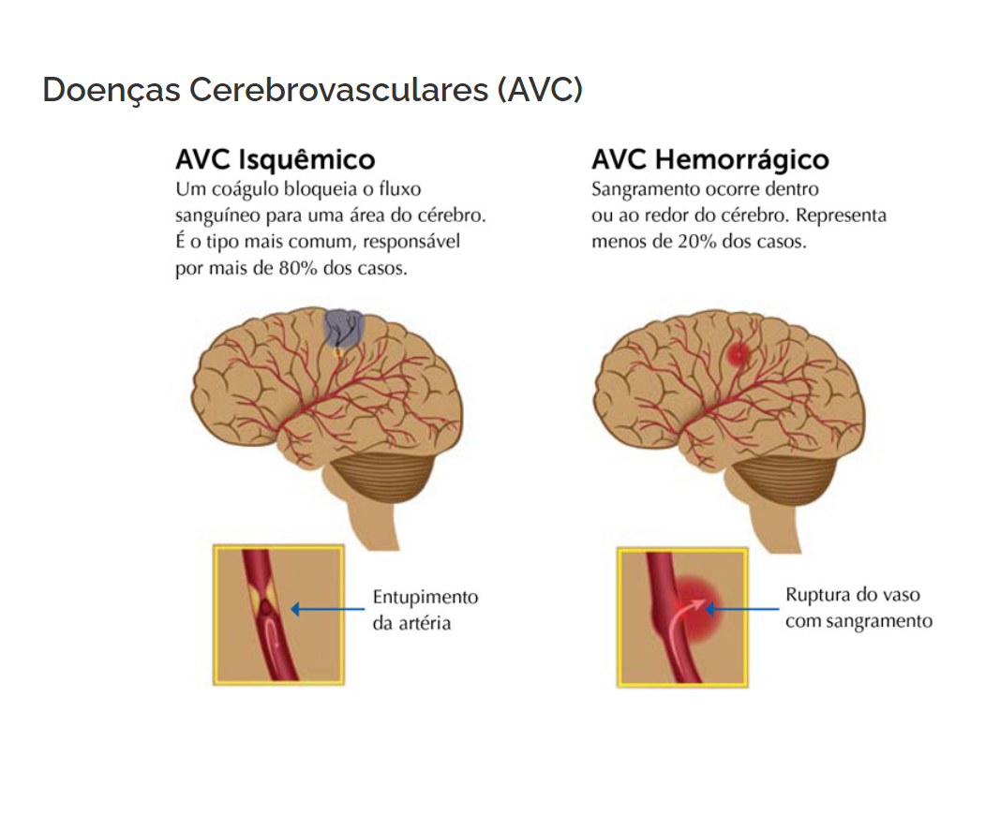 Doenças Cerebrovasculares (AVC)
AVC Isquêmico
Um coágulo bloqueia o fluxo
sanguíneo para uma área do cérebro.
É o tipo mais comum, responsável
por mais de 80% dos casos.
AVC Hemorrágico
Sangramento ocorre dentro
ou ao redor do cérebro. Representa
menos de 20% dos casos.
Entupimento
da artéria
Ruptura do vaso
com sangramento